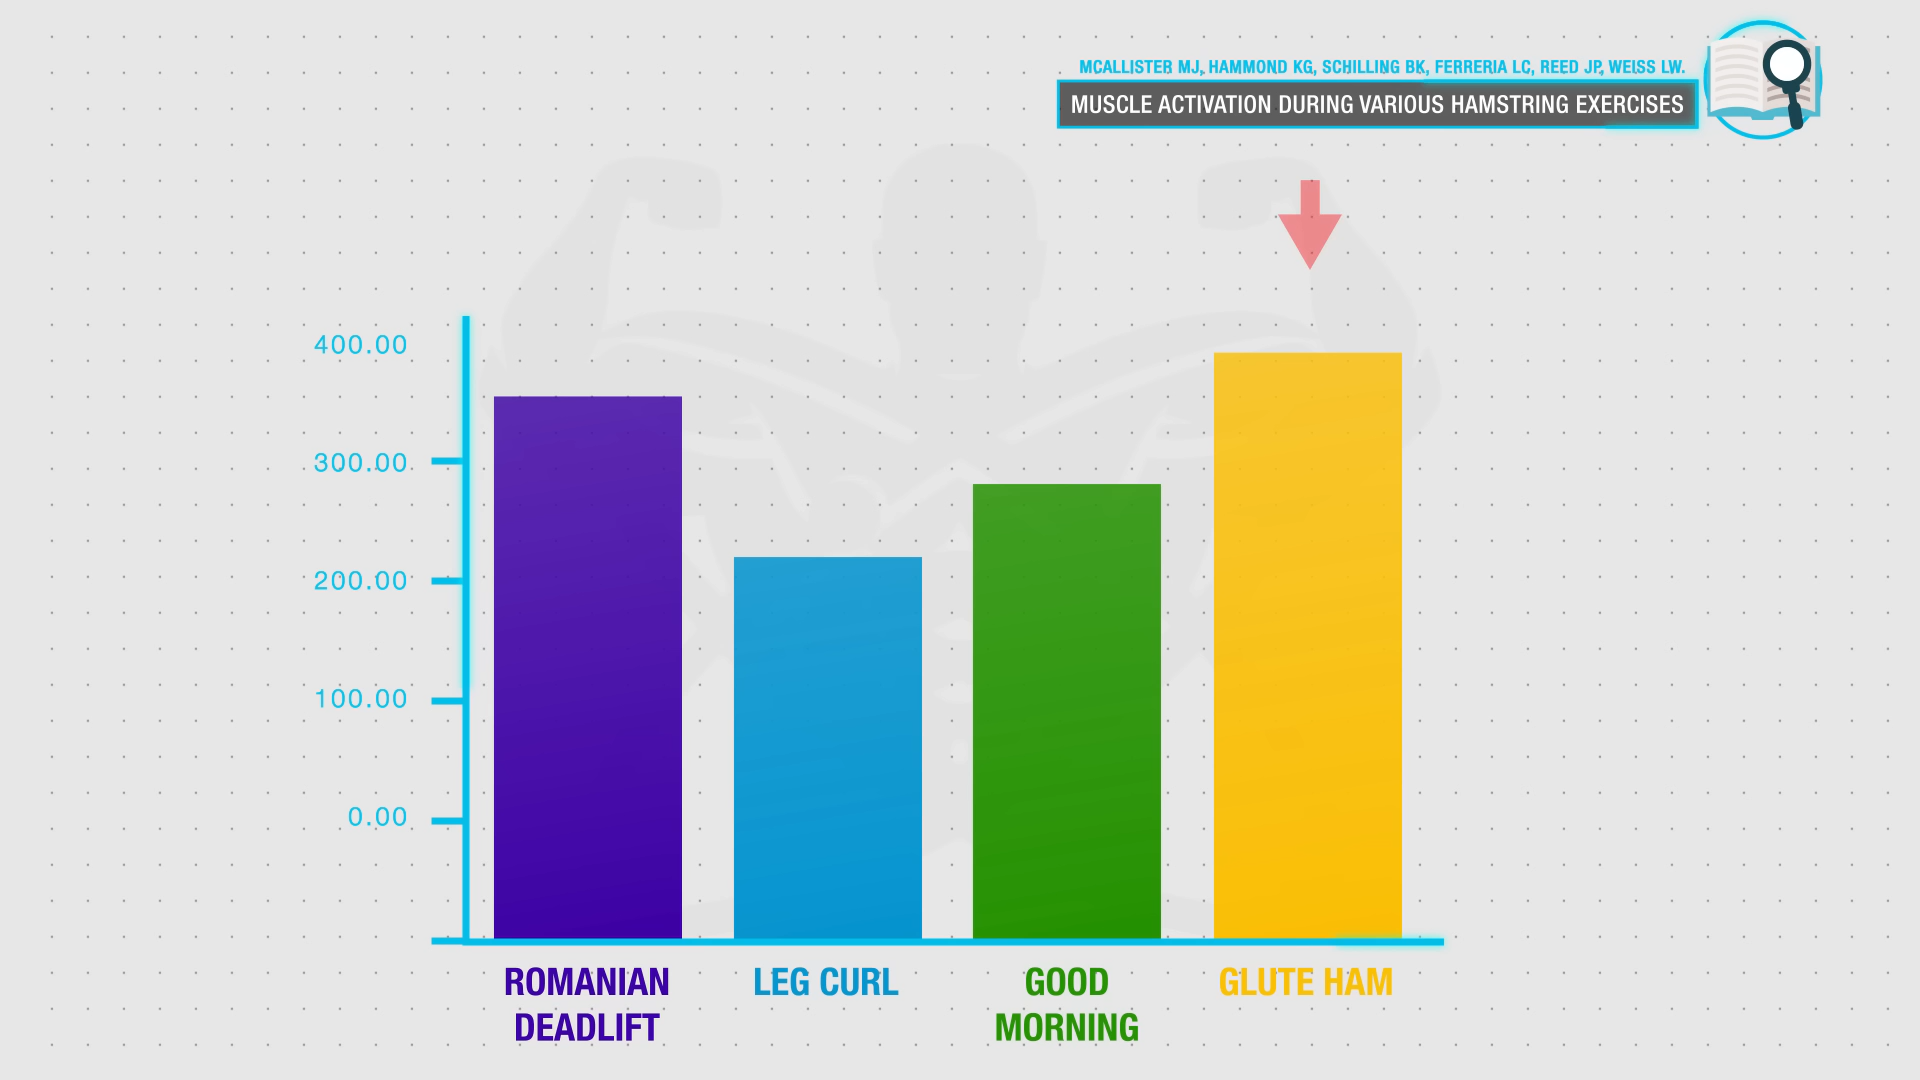 MCALLISTER MJ, HAMMOND KG, SCHILLING BK, FERRERIA LC, REED JP, WEISS LW.
MUSCLE ACTIVATION DURING VARIOUS HAMSTRING EXERCISES
400.00
300.00
200.00
100.00
0.00
ROMANIAN
DEADLIFT
LEG CURL
GOOD
MORNING
GLUTE HAM